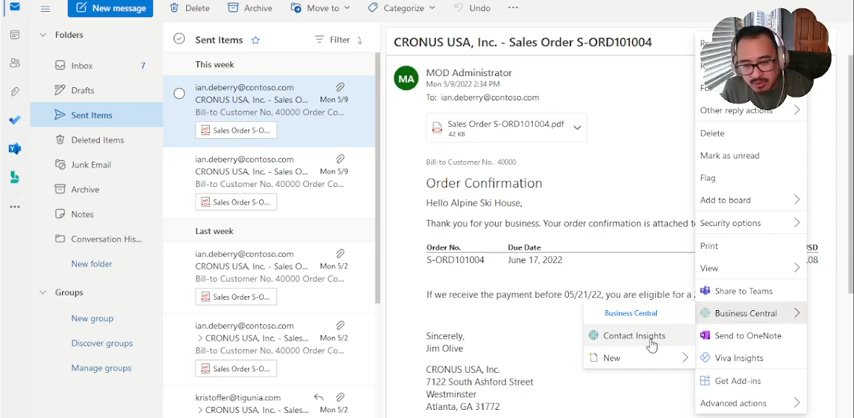 New message
Delete
Archive
Move to
Categorize
Undo
Folders
Inbox 7
Drafts
Sent Items
Deleted Items
Junk Email
Archive
Notes
Conversation His...
New folder
Groups
New group
Discover groups
Manage groups
Sent Items
Filter
This week
ian.deberry@contoso.com
CRONUS USA, Inc. - Sales O... Mon 5/9
Bill-to Customer No. 40000 Order Co...
Sales Order S-O...
ian.deberry@contoso.com
CRONUS USA, Inc. - Sales O... Mon 5/9
Bill-to Customer No. 40000 Order Co...
Sales Order S-O...
Last week
ian.deberry@contoso.com
CRONUS USA, Inc. - Sales O... Mon 5/2
Bill-to Customer No. 40000 Order Co...
Sales Order S-O...
ian.deberry@contoso.com
CRONUS USA, Inc. - Sales O... Mon 5/2
Bill-to Customer No. 40000 Order Co...
Sales Order S-O...
kristoffer@tigunia.com
CRONUS USA, Inc. - Sales O... Mon 5/2
CRONUS USA, Inc. - Sales Order S-ORD101004
MA
MOD Administrator
Mon 5/9/2022 2:34 PM
To: ian.deberry@contoso.com
Sales Order S-ORD101004.pdf
42 KB
Bill-to Customer No. 40000
Order Confirmation
Hello Alpine Ski House,
Thank you for your business. Your order confirmation is attached t
Order No. Due Date
S-ORD101004 June 17, 2022
USD
.08
If we receive the payment before 05/21/22, you are eligible for a
Sincerely,
Jim Olive
CRONUS USA, Inc.
7122 South Ashford Street
Westminster
Atlanta, GA 31772
Business Central
Contact Insights
New
Other reply actions
Delete
Mark as unread
Flag
Add to board
Security options
Print
View
Share to Teams
Business Central
Send to OneNote
Viva Insights
Get Add-ins
Advanced actions